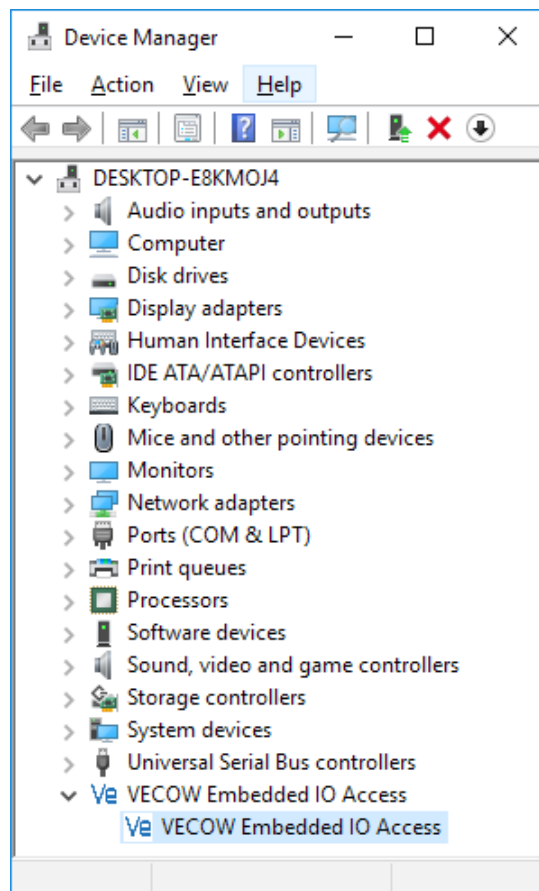 Device Manager
File Action View Help
DESKTOP-E8KMOJ4
Audio inputs and outputs
Computer
Disk drives
Display adapters
Human Interface Devices
IDE ATA/ATAPI controllers
Keyboards
Mice and other pointing devices
Monitors
Network adapters
Ports (COM & LPT)
Print queues
Processors
Software devices
Sound, video and game controllers
Storage controllers
System devices
Universal Serial Bus controllers
Ve VECOW Embedded IO Access
Ve VECOW Embedded IO Access